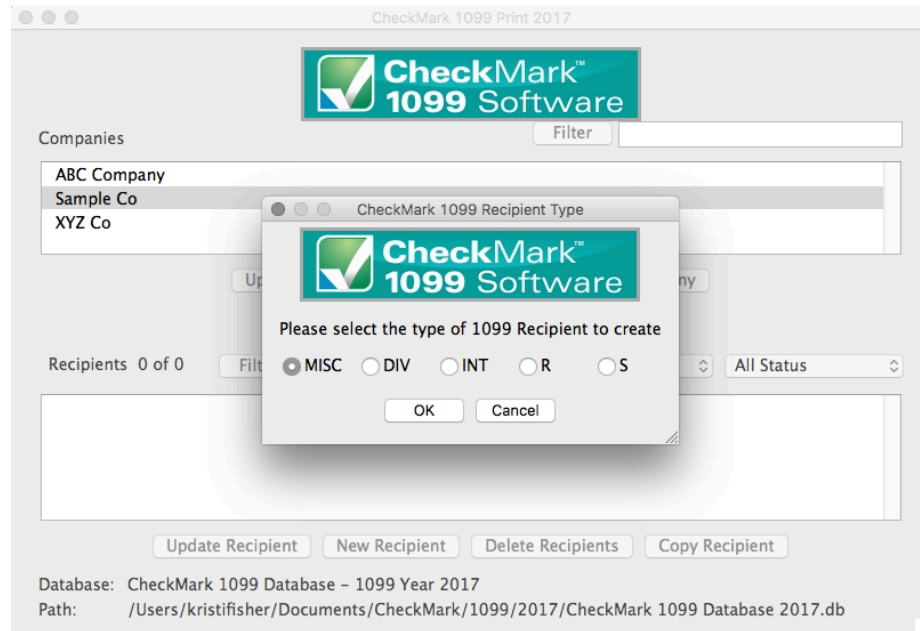 CheckMark 1099 Print 2017
CheckMark™
1099 Software
Companies
Filter
ABC Company
Sample Co
XYZ Co
CheckMark 1099 Recipient Type
CheckMark™
1099 Software
Please select the type of 1099 Recipient to create
MISC DIV INT R S
OK Cancel
Recipients 0 of 0
All Status
Update Recipient New Recipient Delete Recipients Copy Recipient
Database: CheckMark 1099 Database – 1099 Year 2017
Path: /Users/kristifisher/Documents/CheckMark/1099/2017/CheckMark 1099 Database 2017.db